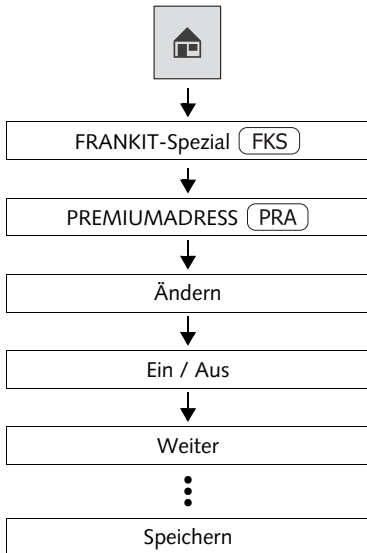 FRANKIT-Spezial FKS
PREMIUMADRESS PRA
Ändern
Ein / Aus
Weiter
Speichern